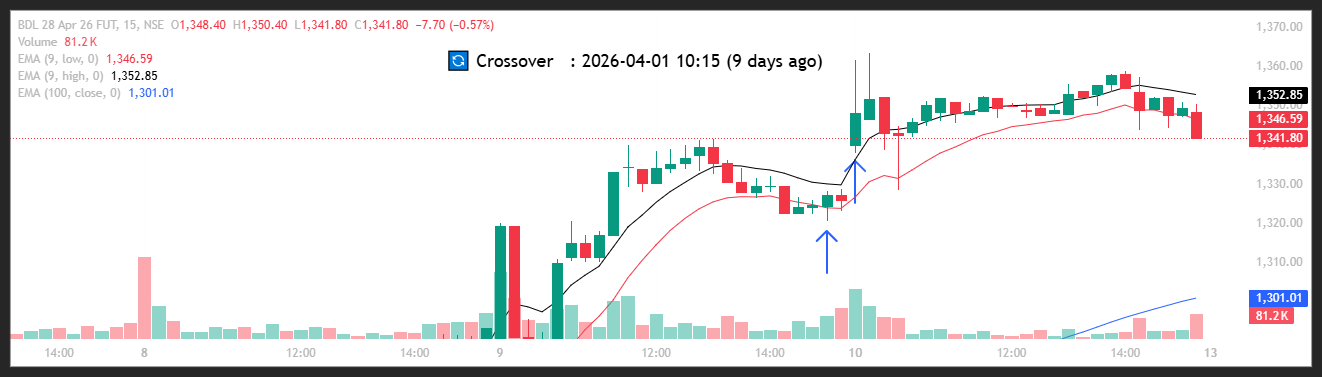 BDL 28 Apr 26 FUT, 15, NSE O1,348.40 H1,350.40 L1,341.80 C1,341.80 −7.70 (−0.57%)
Volume 81.2 K
EMA (9, low, 0) 1,346.59
EMA (9, high, 0) 1,352.85
EMA (100, close, 0) 1,301.01
Crossover : 2026-04-01 10:15 (9 days ago)
1,370.00
1,360.00
1,352.85
1,350.00
1,346.59
1,341.80
1,330.00
1,320.00
1,310.00
1,301.01
81.2 K
14:00 8 12:00 14:00 9 12:00 14:00 10 12:00 14:00 13